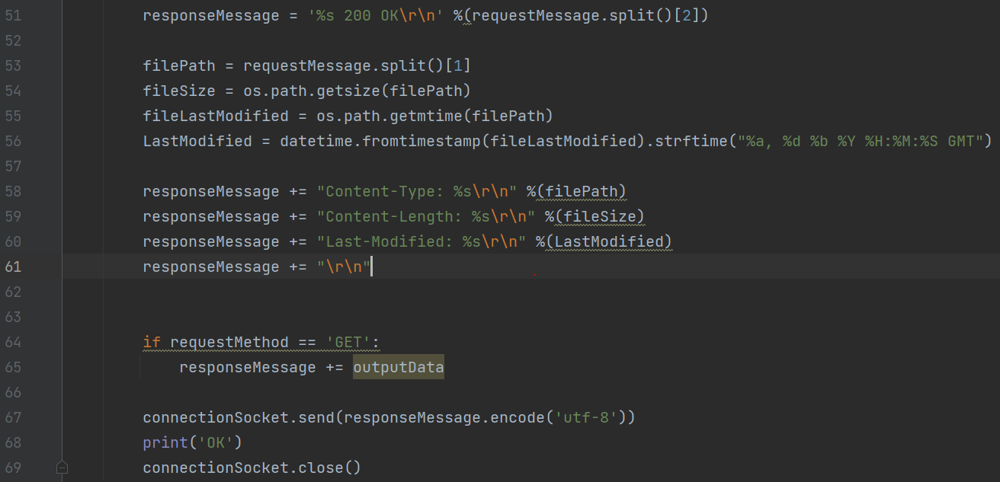 51 responseMessage = '%s 200 OK\r\n' %(requestMessage.split()[2])
52
53 filePath = requestMessage.split()[1]
54 fileSize = os.path.getsize(filePath)
55 fileLastModified = os.path.getmtime(filePath)
56 LastModified = datetime.fromtimestamp(fileLastModified).strftime("%a, %d %b %Y %H:%M:%S GMT")
57
58 responseMessage += "Content-Type: %s\r\n" %(filePath)
59 responseMessage += "Content-Length: %s\r\n" %(fileSize)
60 responseMessage += "Last-Modified: %s\r\n" %(LastModified)
61 responseMessage += "\r\n"
62
63
64 if requestMethod == 'GET':
65 responseMessage += outputData
66
67 connectionSocket.send(responseMessage.encode('utf-8'))
68 print('OK')
69 connectionSocket.close()